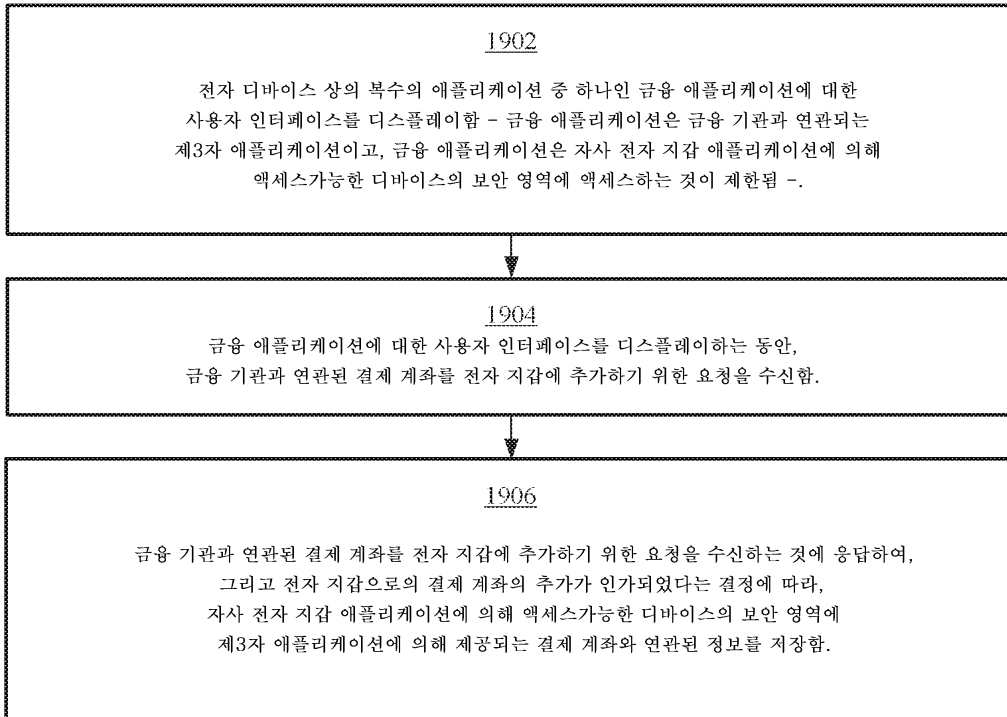 1902
전자 디바이스 상의 복수의 애플리케이션 중 하나인 금융 애플리케이션에 대한
사용자 인터페이스를 디스플레이함 – 금융 애플리케이션은 금융 기관과 연관되는
제3자 애플리케이션이고, 금융 애플리케이션은 자사 전자 지갑 애플리케이션에 의해
액세스가능한 디바이스의 보안 영역에 액세스하는 것이 제한됨 –.
1904
금융 애플리케이션에 대한 사용자 인터페이스를 디스플레이하는 동안,
금융 기관과 연관된 결제 계좌를 전자 지갑에 추가하기 위한 요청을 수신함.
1906
금융 기관과 연관된 결제 계좌를 전자 지갑에 추가하기 위한 요청을 수신하는 것에 응답하여,
그리고 전자 지갑으로의 결제 계좌의 추가가 인가되었다는 결정에 따라,
자사 전자 지갑 애플리케이션에 의해 액세스가능한 디바이스의 보안 영역에
제3자 애플리케이션에 의해 제공되는 결제 계좌와 연관된 정보를 저장함.